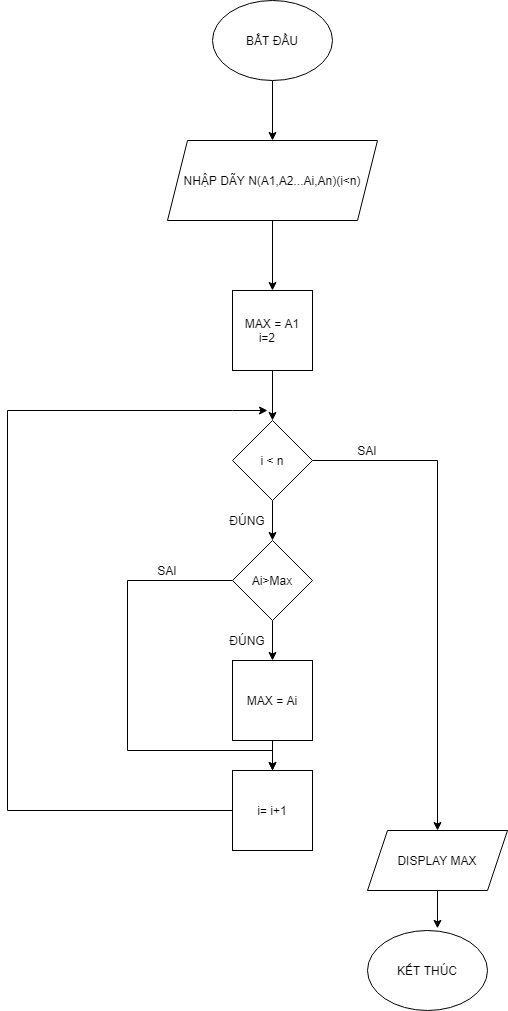 BẮT ĐẦU
NHẬP DÃY N(A1,A2...Ai,An)(i<n)
MAX = A1
i=2
i < n
SAI
ĐÚNG
Ai>Max
SAI
ĐÚNG
MAX = Ai
i= i+1
DISPLAY MAX
KẾT THÚC